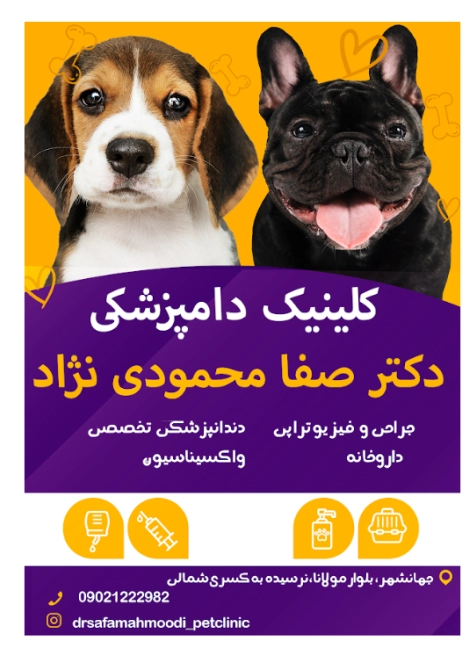 کلینیک دامپزشکی
دکتر صفا محمودی نژاد
جراحی و فیزیوتراپی
دندانپزشکی تخصصی
داروخانه
واکسیناسیون
جهانشهر، بلوار مولانا، نرسیده به کسری شمالی
09021222982
drsafamahmoodi_petclinic